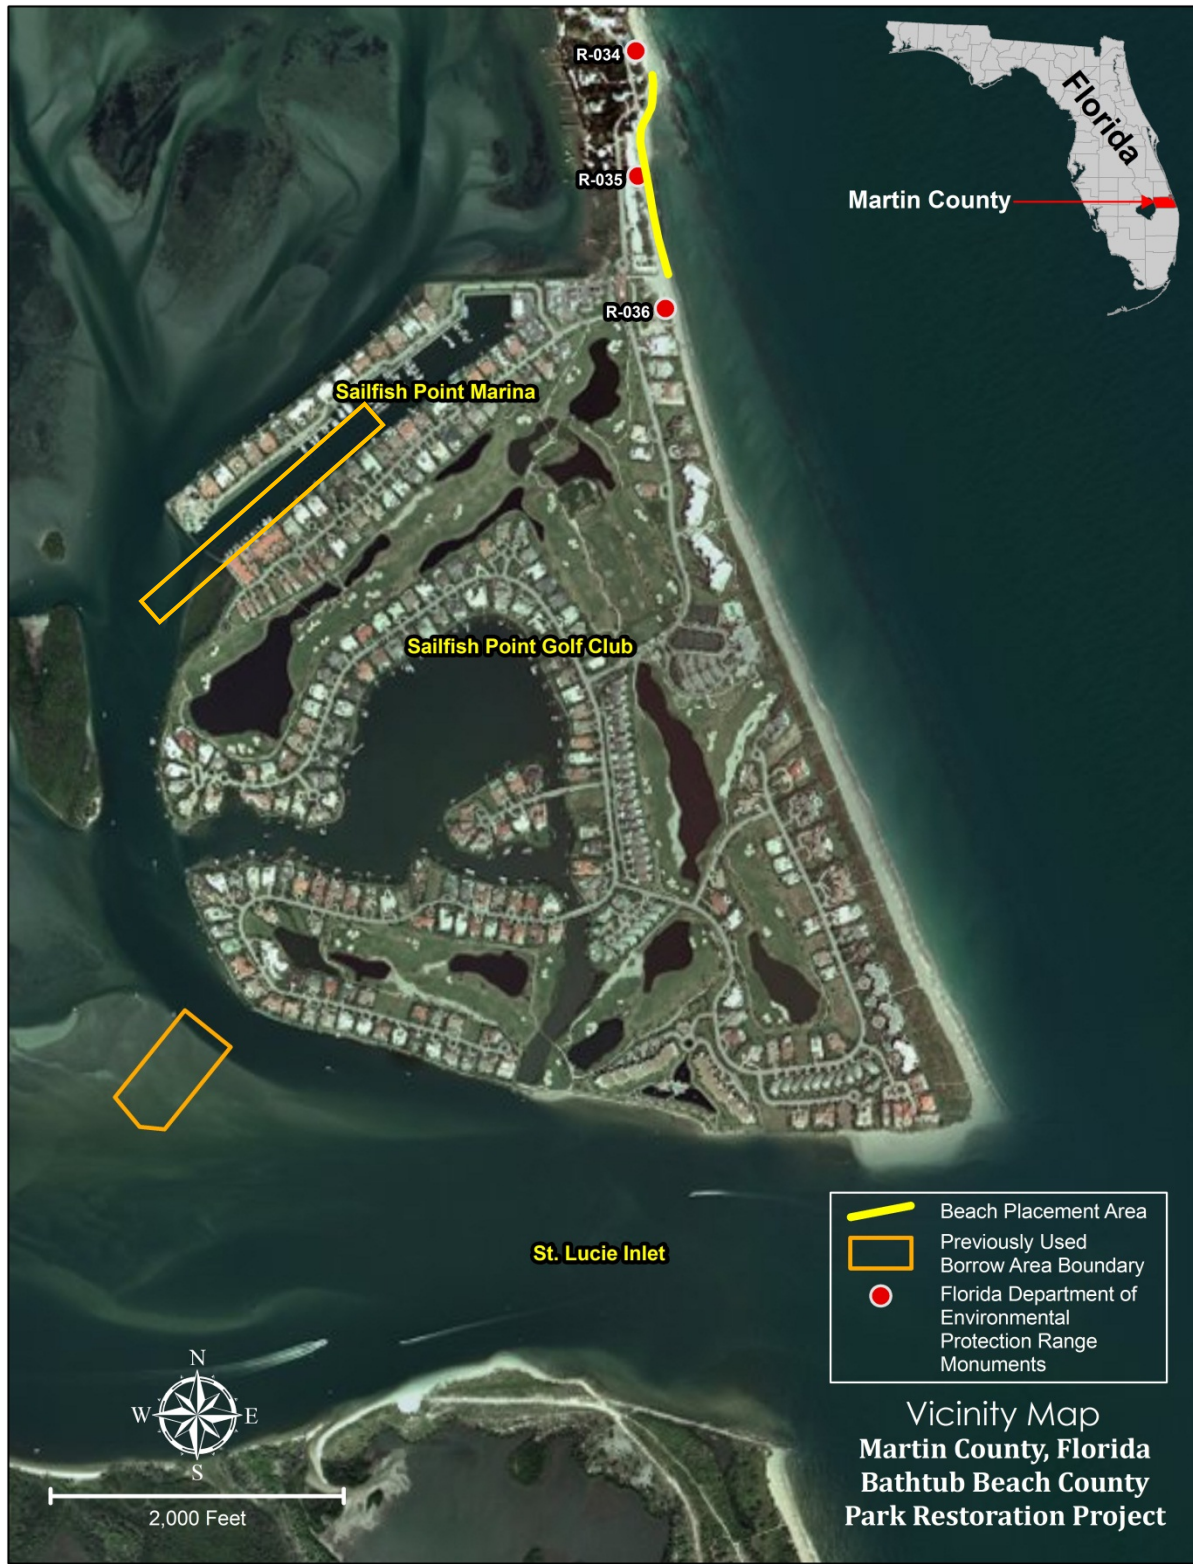 R-034
Florida
R-035
Martin County
R-036
Sailfish Point Marina
Sailfish Point Golf Club
St. Lucie Inlet
Beach Placement Area
Previously Used
Borrow Area Boundary
Florida Department of
Environmental
Protection Range
Monuments
N
W E
S
2,000 Feet
Vicinity Map
Martin County, Florida
Bathtub Beach County
Park Restoration Project